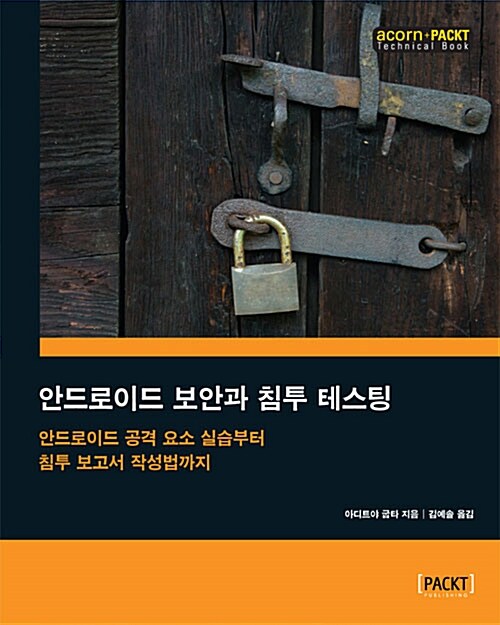 acorn+PACKT
Technical Book
안드로이드 보안과 침투 테스팅
안드로이드 공격 요소 실습부터
침투 보고서 작성법까지
아디트야 굽타 지음 | 김예솔 옮김
[PACKT]
PUBLISHING